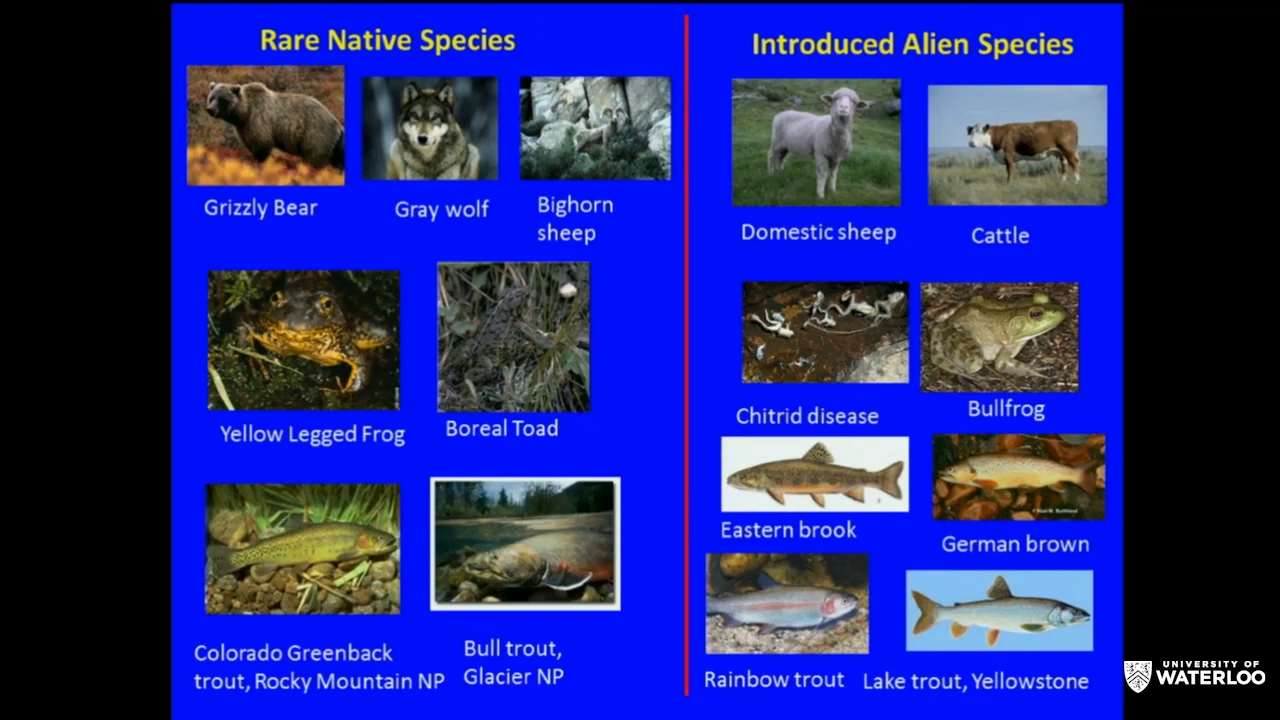 Rare Native Species
Introduced Alien Species
Grizzly Bear
Gray wolf
Bighorn
sheep
Domestic sheep
Cattle
Yellow Legged Frog
Boreal Toad
Chitrid disease
Bullfrog
Eastern brook
German brown
Colorado Greenback
trout, Rocky Mountain NP
Bull trout,
Glacier NP
Rainbow trout
Lake trout, Yellowstone
UNIVERSITY OF
WATERLOO